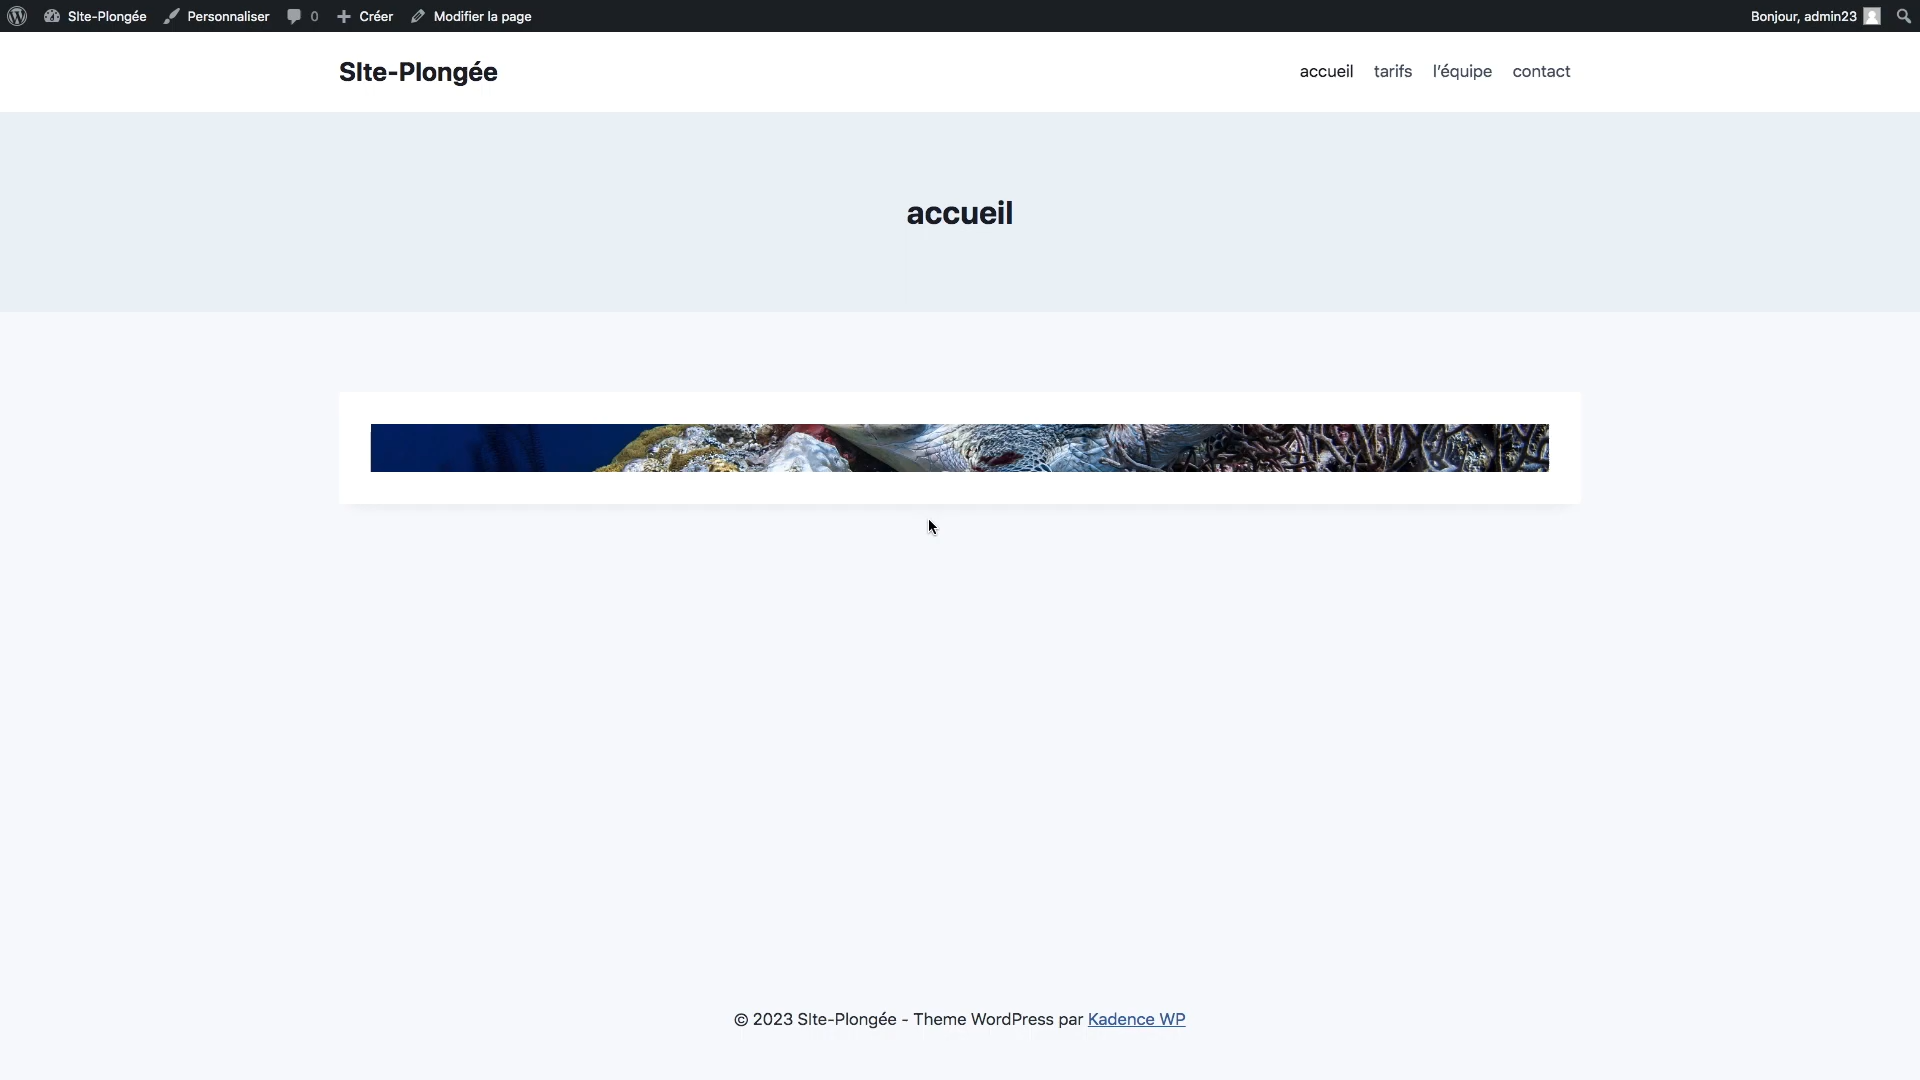 SIte-Plongée Personnaliser 0 Créer Modifier la page Bonjour, admin23
SIte-Plongée accueil tarifs l'équipe contact
accueil
© 2023 SIte-Plongée - Theme WordPress par Kadence WP